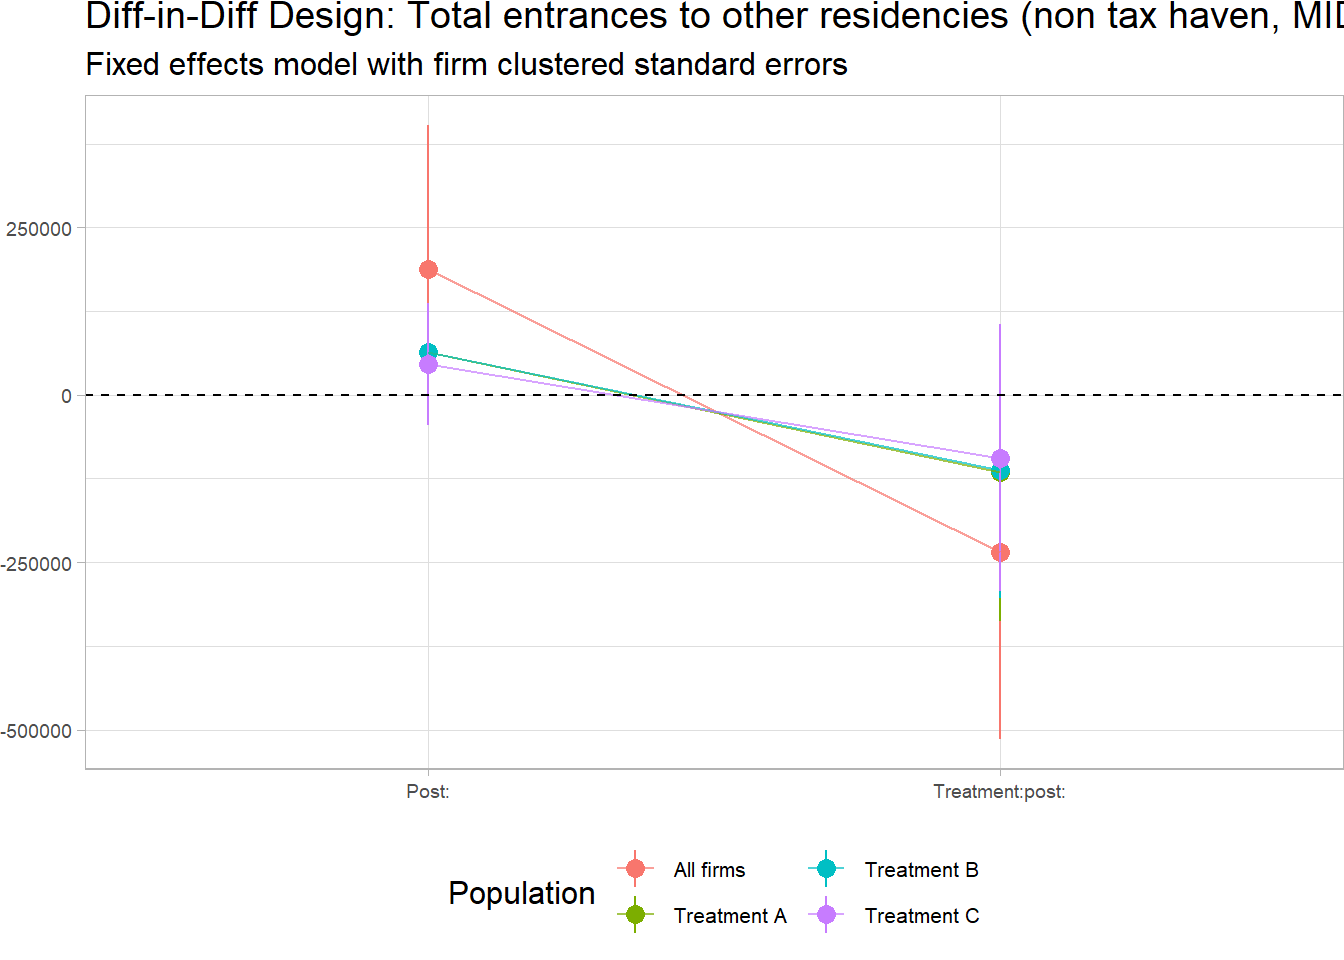 Diff-in-Diff Design: Total entrances to other residencies (non tax haven, MID
Fixed effects model with firm clustered standard errors
250000
0
-250000
-500000
Post:
Treatment:post:
Population
All firms
Treatment B
Treatment A
Treatment C